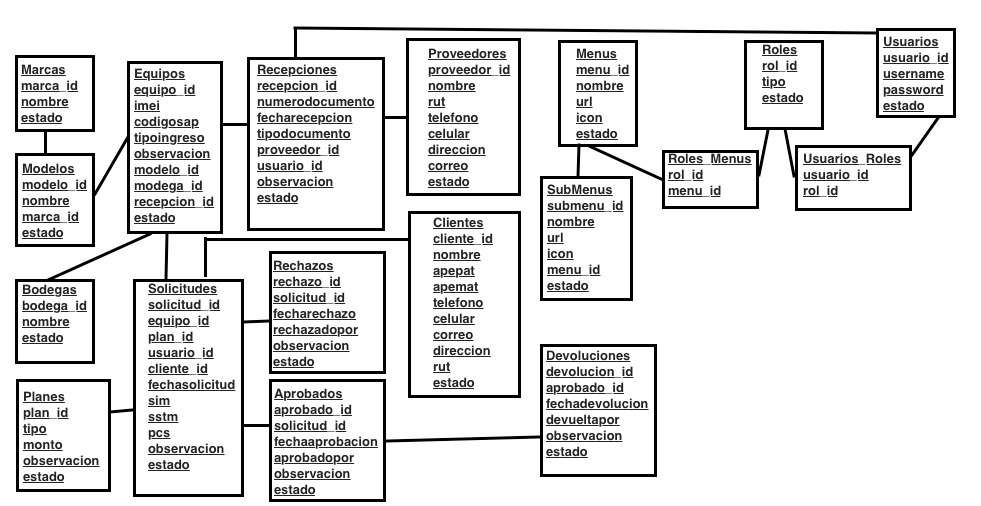 Marcas
marca_id
nombre
estado
Modelos
modelo_id
nombre
marca_id
estado
Equipos
equipo_id
imei
codigosap
tipoingreso
observacion
modelo_id
modega_id
recepcion_id
estado
Recepciones
recepcion_id
numerodocumento
fecharecepcion
tipodocumento
proveedor_id
usuario_id
observacion
estado
Proveedores
proveedor_id
nombre
rut
telefono
celular
direccion
correo
estado
Menus
menu_id
nombre
url
icon
estado
Roles
rol_id
tipo
estado
Usuarios
usuario_id
username
password
estado
Roles_Menus
rol_id
menu_id
Usuarios_Roles
usuario_id
rol_id
SubMenus
submenu_id
nombre
url
icon
menu_id
estado
Clientes
cliente_id
nombre
apepat
apemat
telefono
celular
correo
direccion
rut
estado
Bodegas
bodega_id
nombre
estado
Solicitudes
solicitud_id
equipo_id
plan_id
usuario_id
cliente_id
fechasolicitud
sim
sstm
pcs
observacion
estado
Rechazos
rechazo_id
solicitud_id
fecharechazo
rechazadopor
observacion
estado
Planes
plan_id
tipo
monto
observacion
estado
Aprobados
aprobado_id
solicitud_id
fechaaprobacion
aprobadopor
observacion
estado
Devoluciones
devolucion_id
aprobado_id
fechadevolucion
devueltapor
observacion
estado